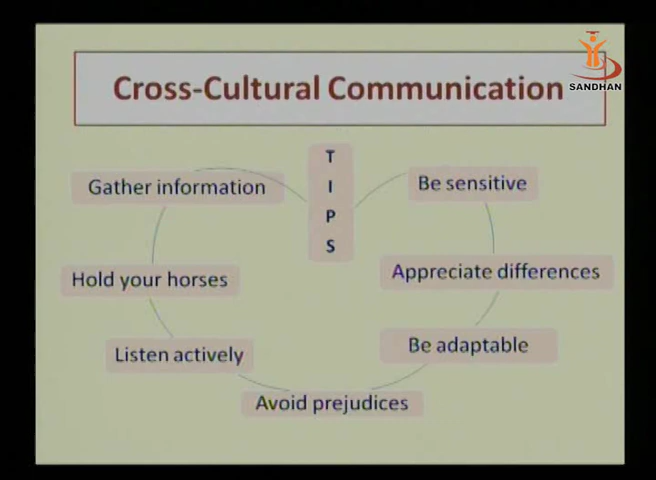 Cross-Cultural Communication
SANDHAN
T
I
P
S
Be sensitive
Appreciate differences
Be adaptable
Avoid prejudices
Listen actively
Hold your horses
Gather information